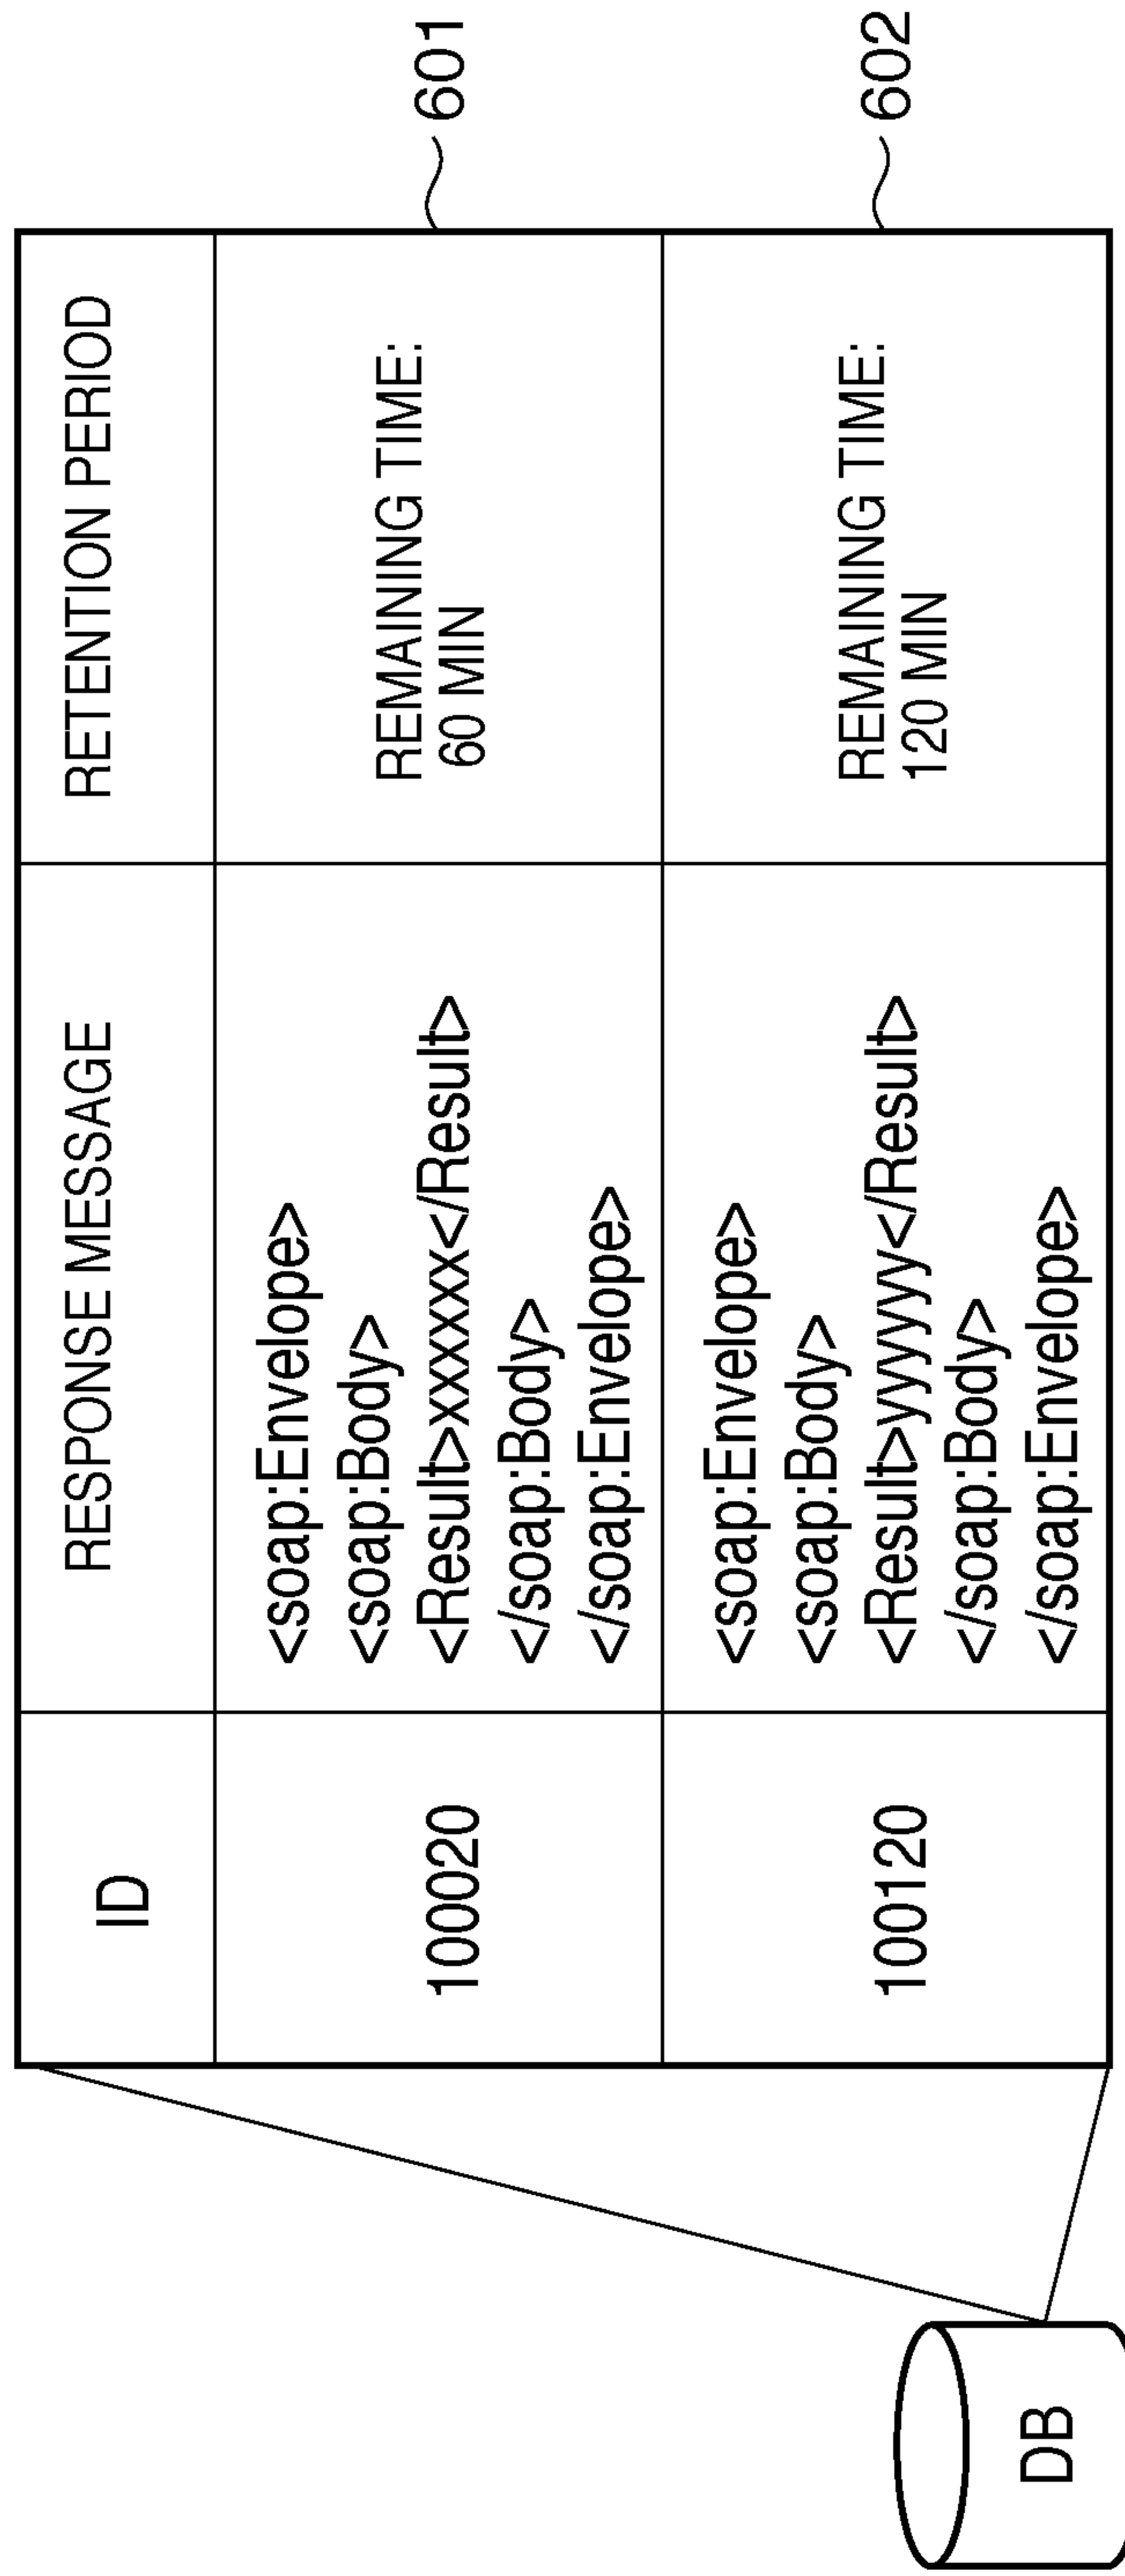 ID
RESPONSE MESSAGE
RETENTION PERIOD
100020
<soap:Envelope>
<soap:Body>
<Result>xxxxxxx</Result>
</soap:Body>
</soap:Envelope>
REMAINING TIME:
60 MIN
601
100120
<soap:Envelope>
<soap:Body>
<Result>yyyyyyy</Result>
</soap:Body>
</soap:Envelope>
REMAINING TIME:
120 MIN
602
DB